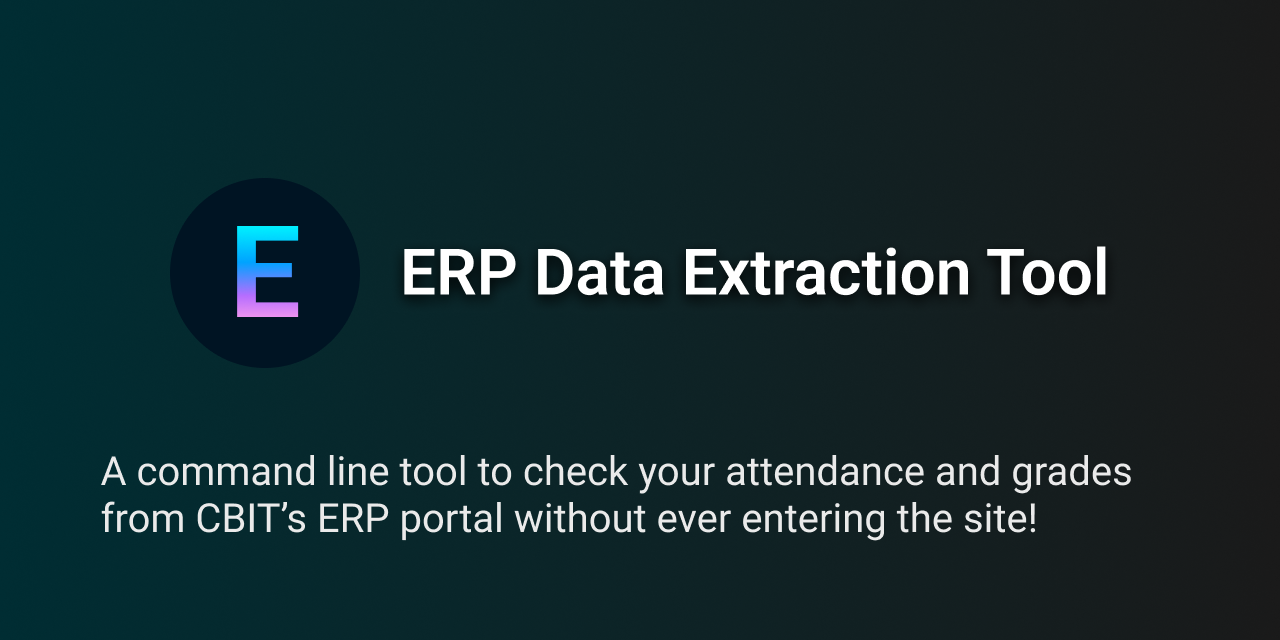 E
ERP Data Extraction Tool
A command line tool to check your attendance and grades
from CBIT’s ERP portal without ever entering the site!